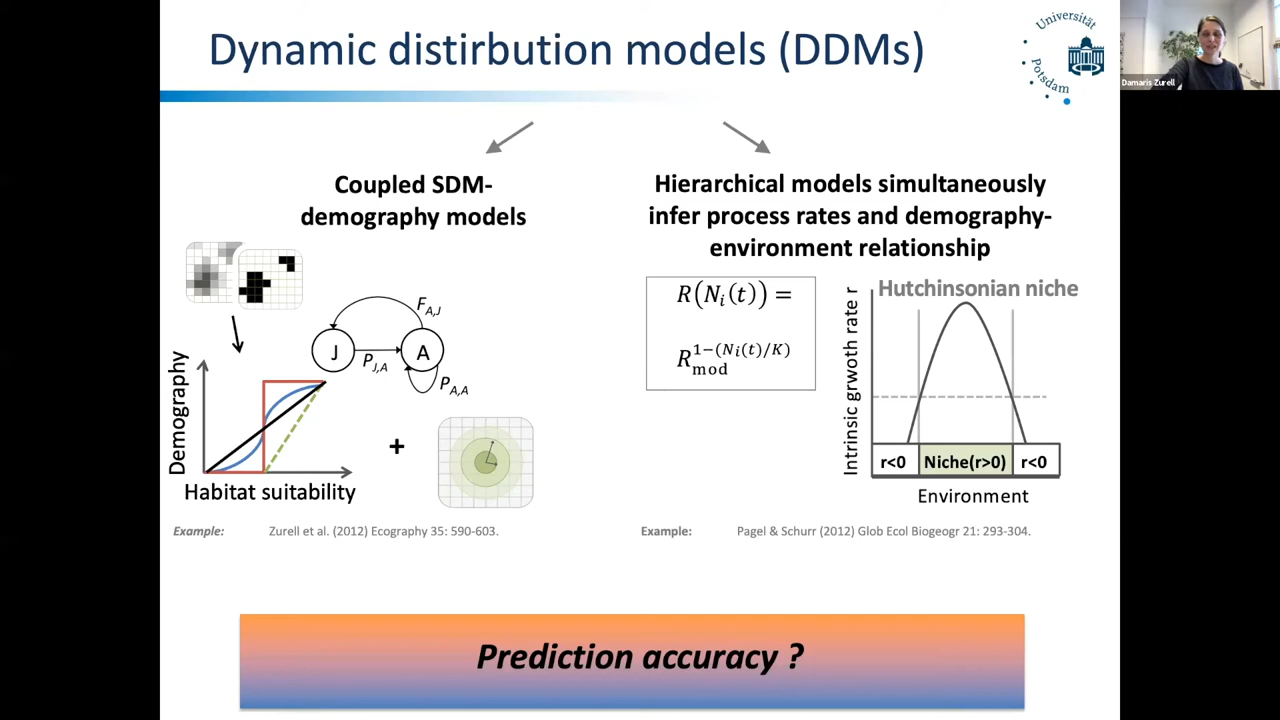 Dynamic distirbution models (DDMs)
Universität
Potsdam
Damaris Zurell
Coupled SDM-
demography models
F_A,J
J
A
P_J,A
P_A,A
Demography
Habitat suitability
+
Example:
Zurell et al. (2012) Ecography 35: 590-603.
Hierarchical models simultaneously
infer process rates and demography-
environment relationship
R(N_i(t)) =
R_mod^1−(N_i(t)/K)
Hutchinsonian niche
Intrinsic grwoth rate r
r<0
Niche(r>0)
r<0
Environment
Example:
Pagel & Schurr (2012) Glob Ecol Biogeogr 21: 293-304.
Prediction accuracy ?